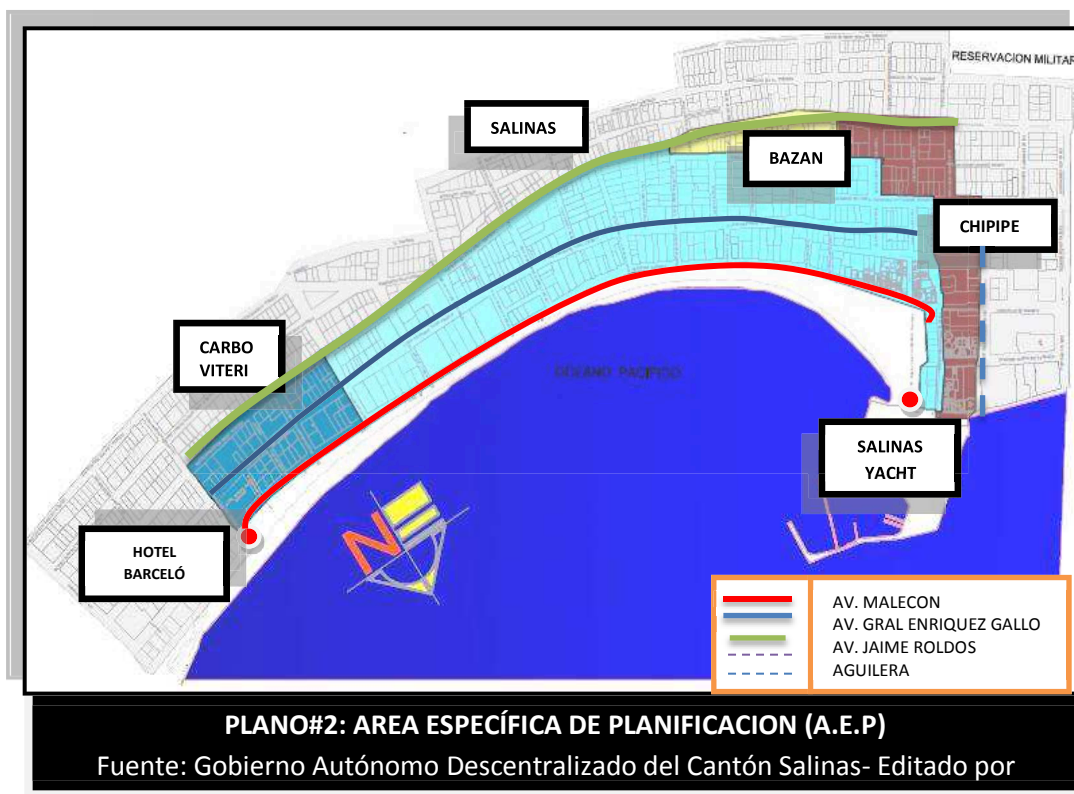 RESERVACION MILITAR
SALINAS
BAZAN
CHIPIPE
CARBO
VITERI
OCEANO PACIFICO
SALINAS
YACHT
HOTEL
BARCELÓ
N
AV. MALECON
AV. GRAL ENRIQUEZ GALLO
AV. JAIME ROLDOS
AGUILERA
PLANO#2: AREA ESPECÍFICA DE PLANIFICACION (A.E.P)
Fuente: Gobierno Autónomo Descentralizado del Cantón Salinas- Editado por